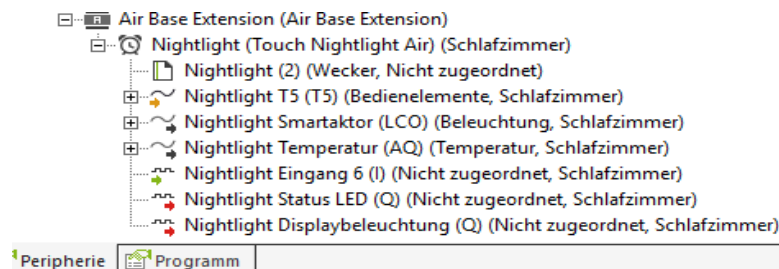 Air Base Extension (Air Base Extension)
Nightlight (Touch Nightlight Air) (Schlafzimmer)
Nightlight (2) (Wecker, Nicht zugeordnet)
Nightlight T5 (T5) (Bedienelemente, Schlafzimmer)
Nightlight Smartaktor (LCO) (Beleuchtung, Schlafzimmer)
Nightlight Temperatur (AQ) (Temperatur, Schlafzimmer)
Nightlight Eingang 6 (I) (Nicht zugeordnet, Schlafzimmer)
Nightlight Status LED (Q) (Nicht zugeordnet, Schlafzimmer)
Nightlight Displaybeleuchtung (Q) (Nicht zugeordnet, Schlafzimmer)
Peripherie Programm